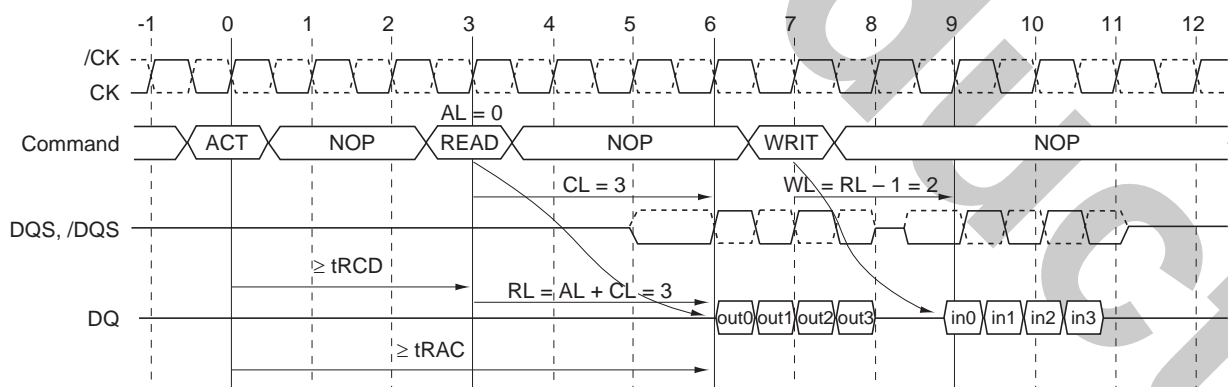 -1 0 1 2 3 4 5 6 7 8 9 10 11 12
/CK
CK
AL = 0
Command ACT NOP READ NOP WRIT NOP
CL = 3 WL = RL − 1 = 2
DQS, /DQS
≥ tRCD
RL = AL + CL = 3
DQ out0 out1 out2 out3 in0 in1 in2 in3
≥ tRAC